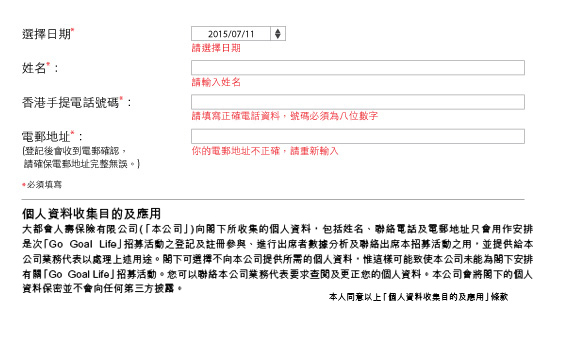 選擇日期*
2015/07/11
請選擇日期
姓名*：
請輸入姓名
香港手提電話號碼*：
請填寫正確電話資料，號碼必須為八位數字
電郵地址*：
(登記後會收到電郵確認，
請確保電郵地址完整無誤。)
你的電郵地址不正確，請重新輸入
*必須填寫
個人資料收集目的及應用
大都會人壽保險有限公司(「本公司」)向閣下所收集的個人資料，包括姓名、聯絡電話及電郵地址只會用作安排
是次「Go Goal Life」招募活動之登記及註冊參與、進行出席者數據分析及聯絡出席本招募活動之用，並提供給本
公司業務代表以處理上述用途。閣下可選擇不向本公司提供所需的個人資料，惟這樣可能致使本公司未能為閣下安排
有關「Go Goal Life」招募活動。您可以聯絡本公司業務代表要求查閱及更正您的個人資料。本公司會將閣下的個人
資料保密並不會向任何第三方披露。
本人同意以上「個人資料收集目的及應用」條款